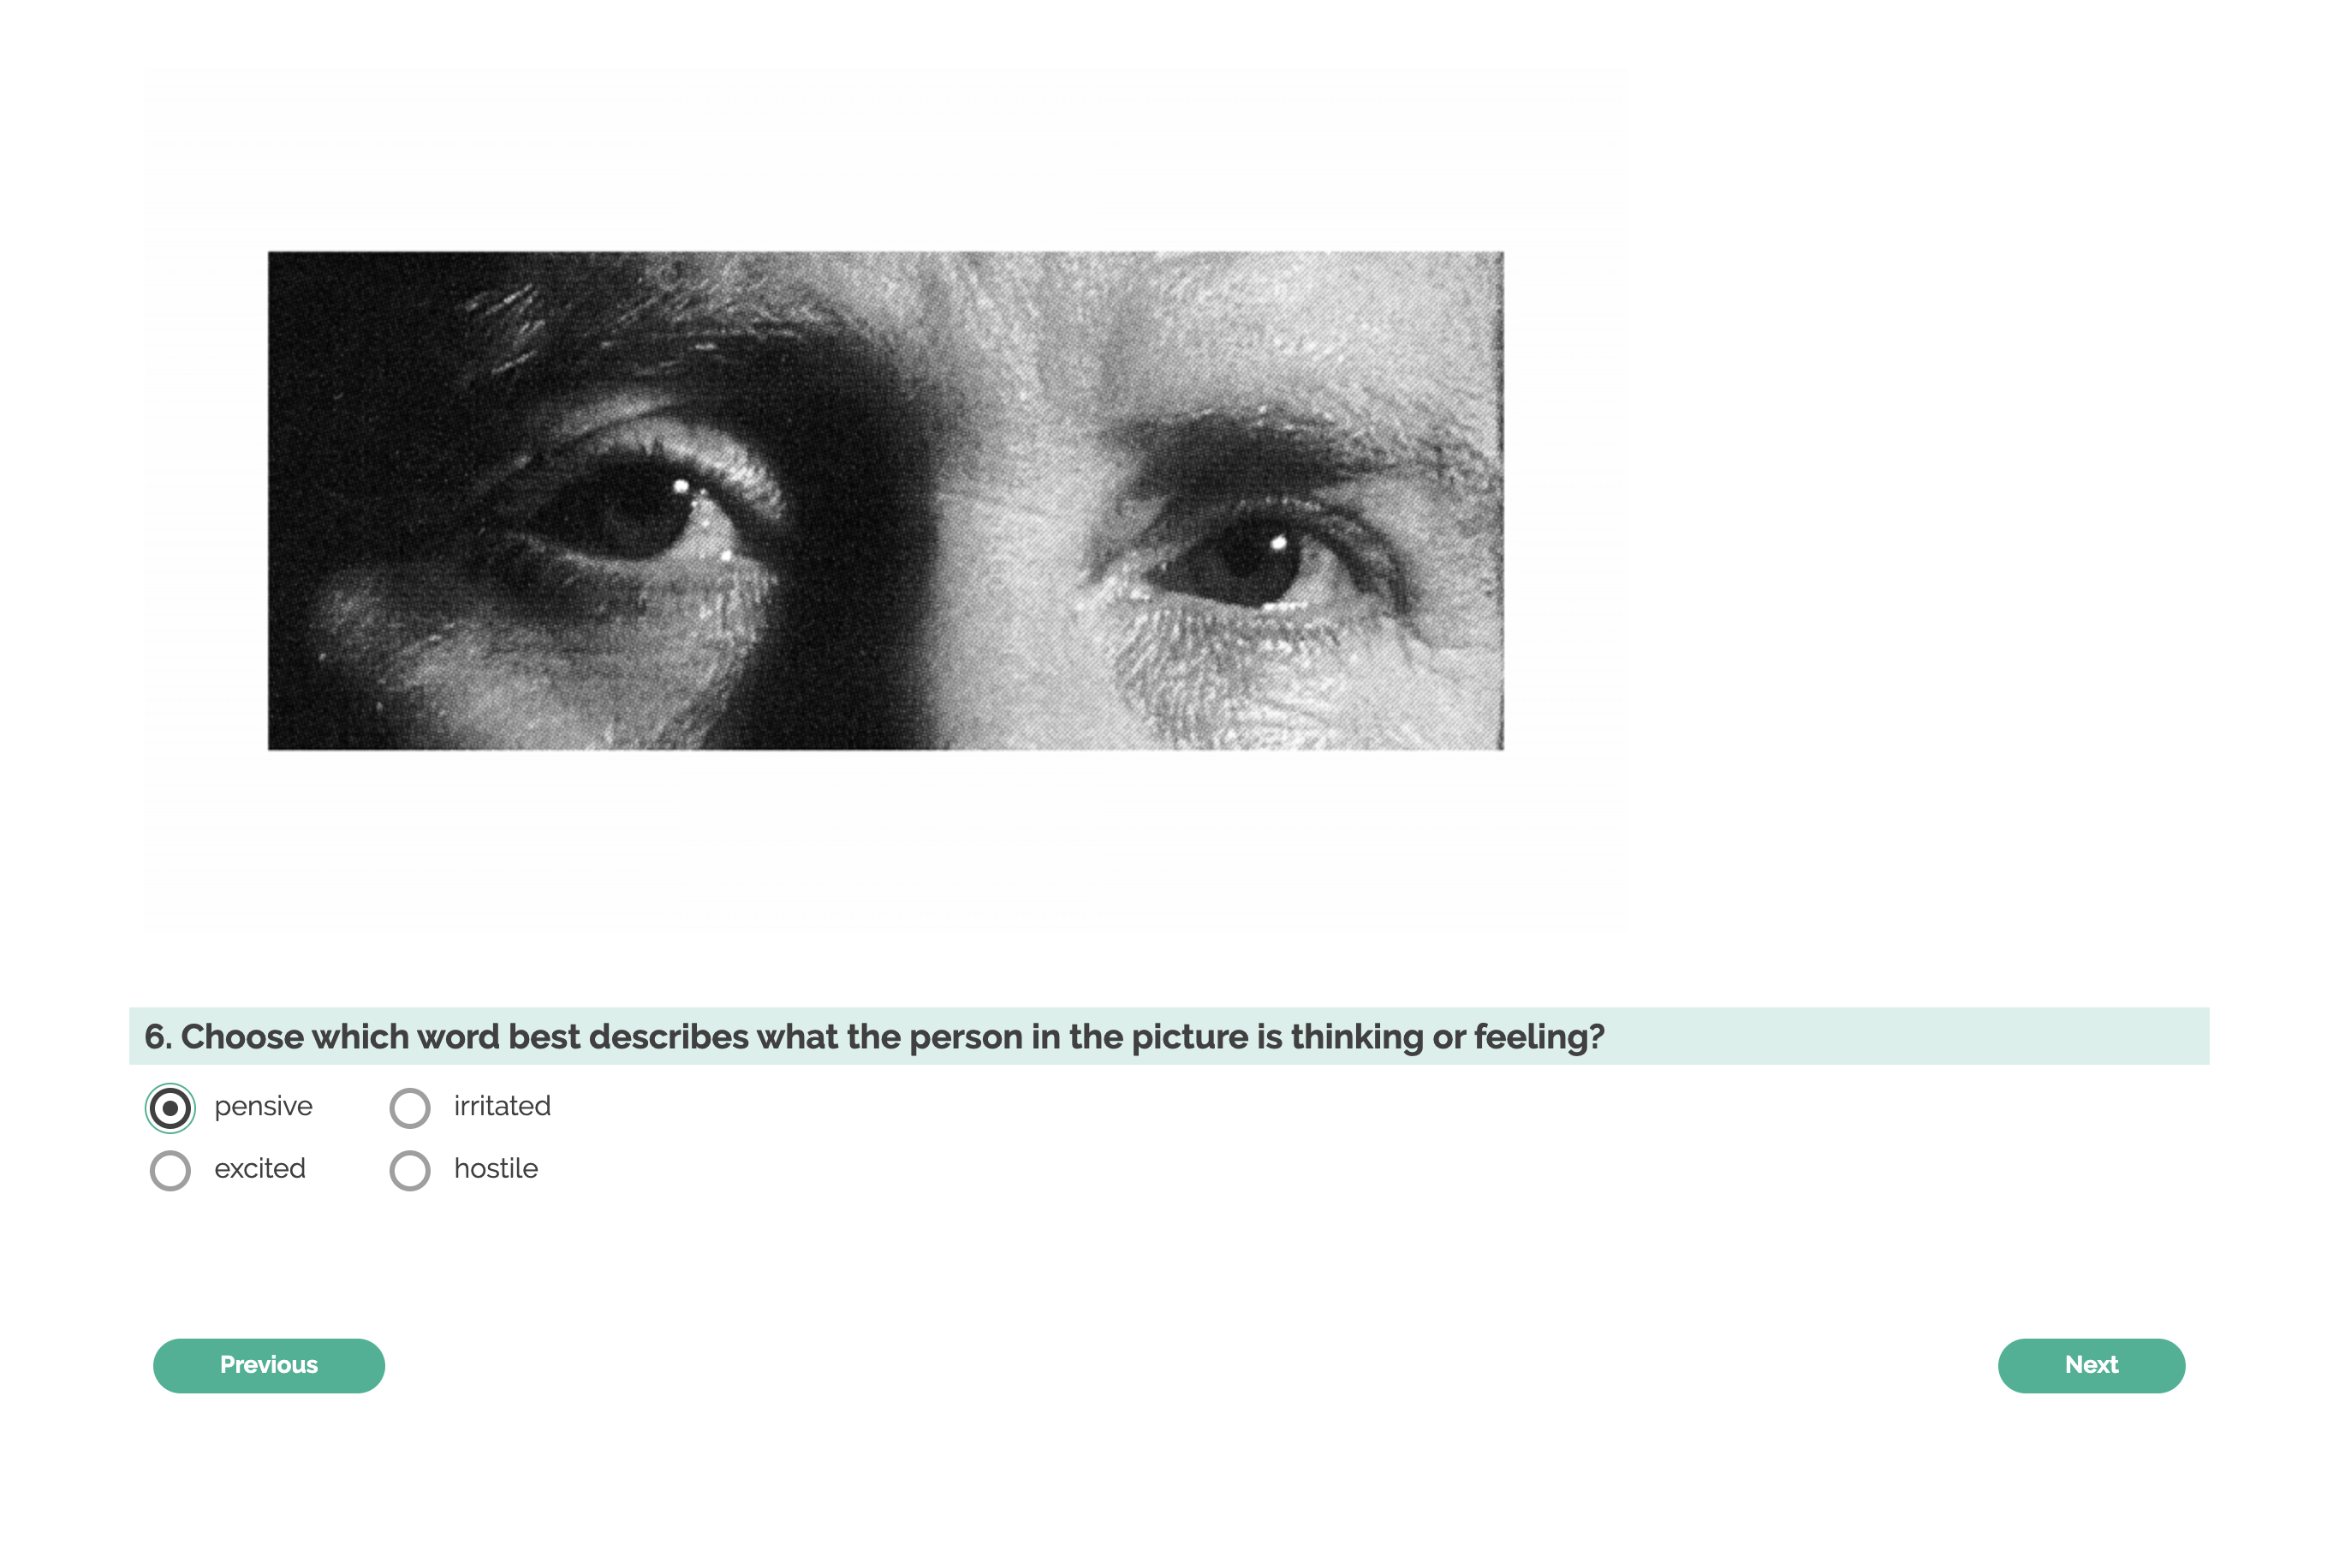 6. Choose which word best describes what the person in the picture is thinking or feeling?
pensive irritated
excited hostile
Previous Next